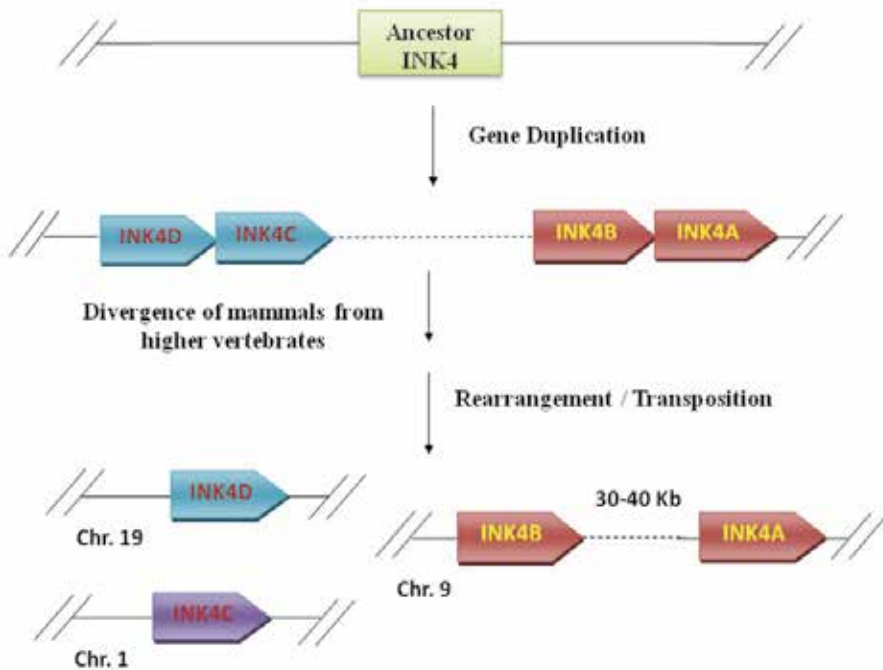 Ancestor
INK4
Gene Duplication
INK4D INK4C INK4B INK4A
Divergence of mammals from
higher vertebrates
Rearrangement / Transposition
INK4D
Chr. 19
30-40 Kb
INK4B INK4A
Chr. 9
INK4C
Chr. 1